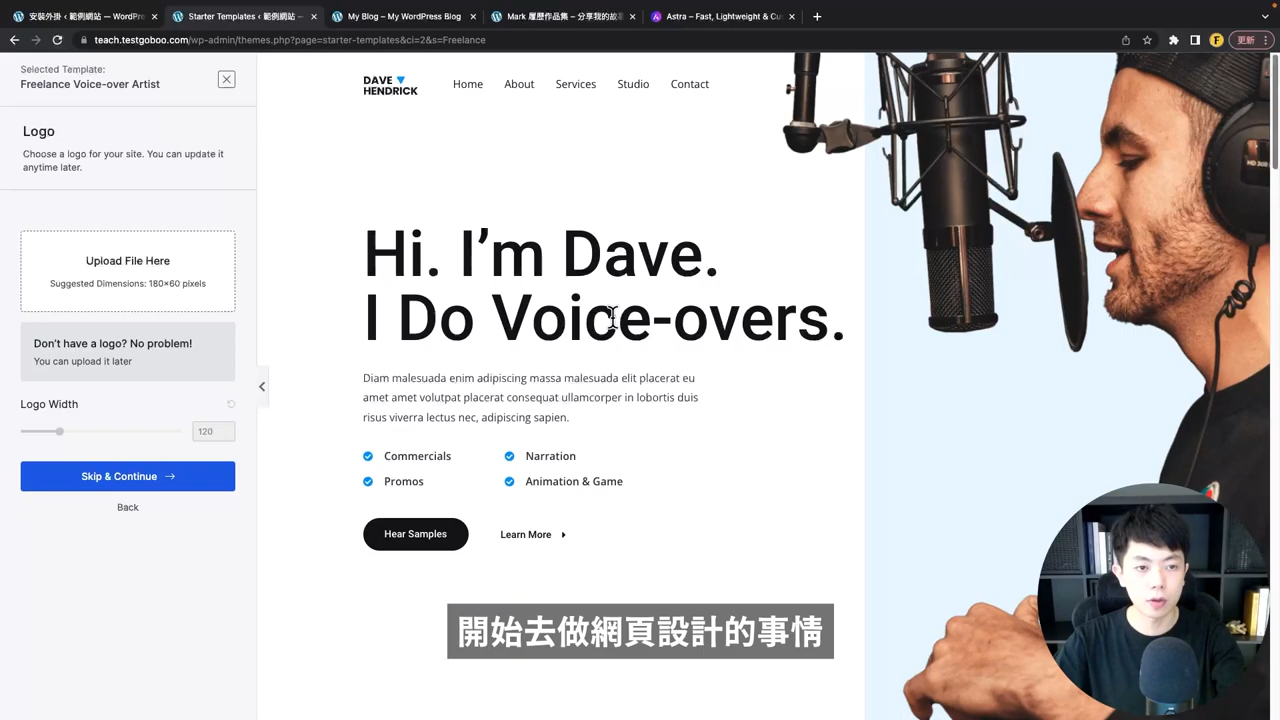 安裝外掛 ‹ 範例網站 — WordPre
Starter Templates ‹ 範例網站 –
My Blog – My WordPress Blog
Mark 履歷作品集 – 分享我的故
Astra – Fast, Lightweight & Cu
teach.testgoboo.com/wp-admin/themes.php?page=starter-templates&ci=2&s=Freelance
更新
Selected Template:
Freelance Voice-over Artist
Logo
Choose a logo for your site. You can update it
anytime later.
Upload File Here
Suggested Dimensions: 180×60 pixels
Don't have a logo? No problem!
You can upload it later
Logo Width
120
Skip & Continue
Back
DAVE
HENDRICK
Home
About
Services
Studio
Contact
Hi. I’m Dave.
I Do Voice-overs.
Diam malesuada enim adipiscing massa malesuada elit placerat eu
amet amet volutpat placerat consequat ullamcorper in lobortis duis
risus viverra lectus nec, adipiscing sapien.
Commercials
Narration
Promos
Animation & Game
Hear Samples
Learn More
開始去做網頁設計的事情